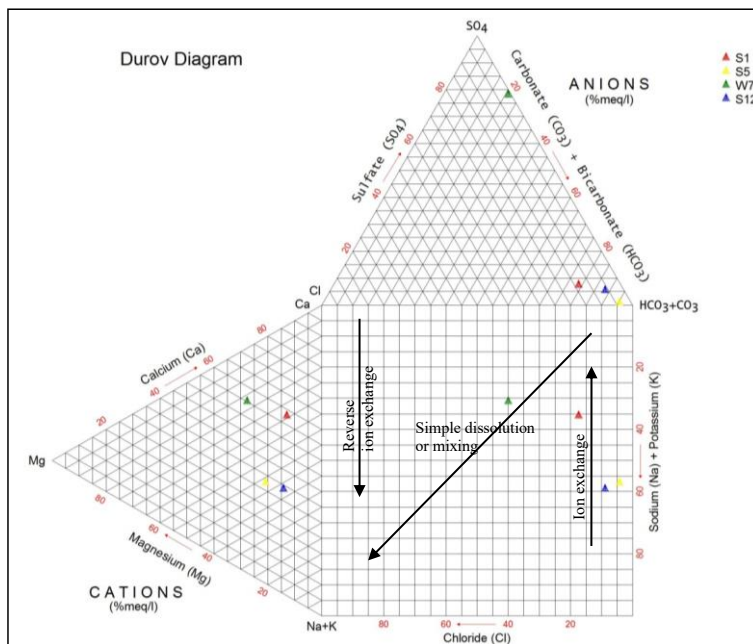 SO4
Durov Diagram
ANIONS
(%meq/l)
S1
S5
W7
S12
Sulfate (SO4)
20
40
60
80
Carbonate (CO3) + Bicarbonate (HCO3)
20
40
60
80
Cl
HCO3+CO3
Ca
Calcium (Ca)
20
40
60
80
Mg
Magnesium (Mg)
80
60
40
20
CATIONS
(%meq/l)
Na+K
Reverse
ion exchange
Simple dissolution
or mixing
Ion exchange
Sodium (Na) + Potassium (K)
20
40
60
80
80
60
40
20
Chloride (Cl)